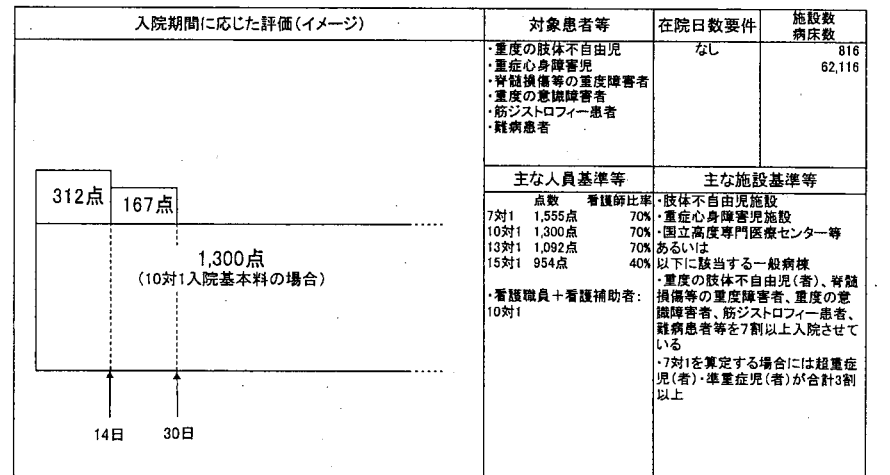 入院期間に応じた評価(イメージ)
対象患者等
在院日数要件
施設数
病床数
・重度の肢体不自由児
・重症心身障害児
・脊髄損傷等の重度障害者
・重度の意識障害者
・筋ジストロフィー患者
・難病患者
なし
816
62,116
312点
167点
1,300点
(10対1入院基本料の場合)
14日
30日
主な人員基準等
点数 看護師比率
7対1 1,555点 70%
10対1 1,300点 70%
13対1 1,092点 70%
15対1 954点 40%
・看護職員+看護補助者:
10対1
主な施設基準等
・肢体不自由児施設
・重症心身障害児施設
・国立高度専門医療センター等
あるいは
以下に該当する一般病棟
・重度の肢体不自由児(者)、脊髄
損傷等の重度障害者、重度の意
識障害者、筋ジストロフィー患者、
難病患者等を7割以上入院させて
いる
・7対1を算定する場合には超重症
児(者)・準重症児(者)が合計3割
以上